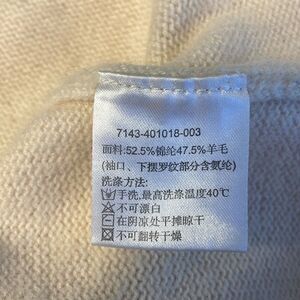 7143-401018-003
面料:52.5%锦纶47.5%羊毛
(袖口、下摆罗纹部分含氨纶)
洗涤方法:
手洗,最高洗涤温度40℃
不可漂白
在阴凉处平摊晾干
不可翻转干燥